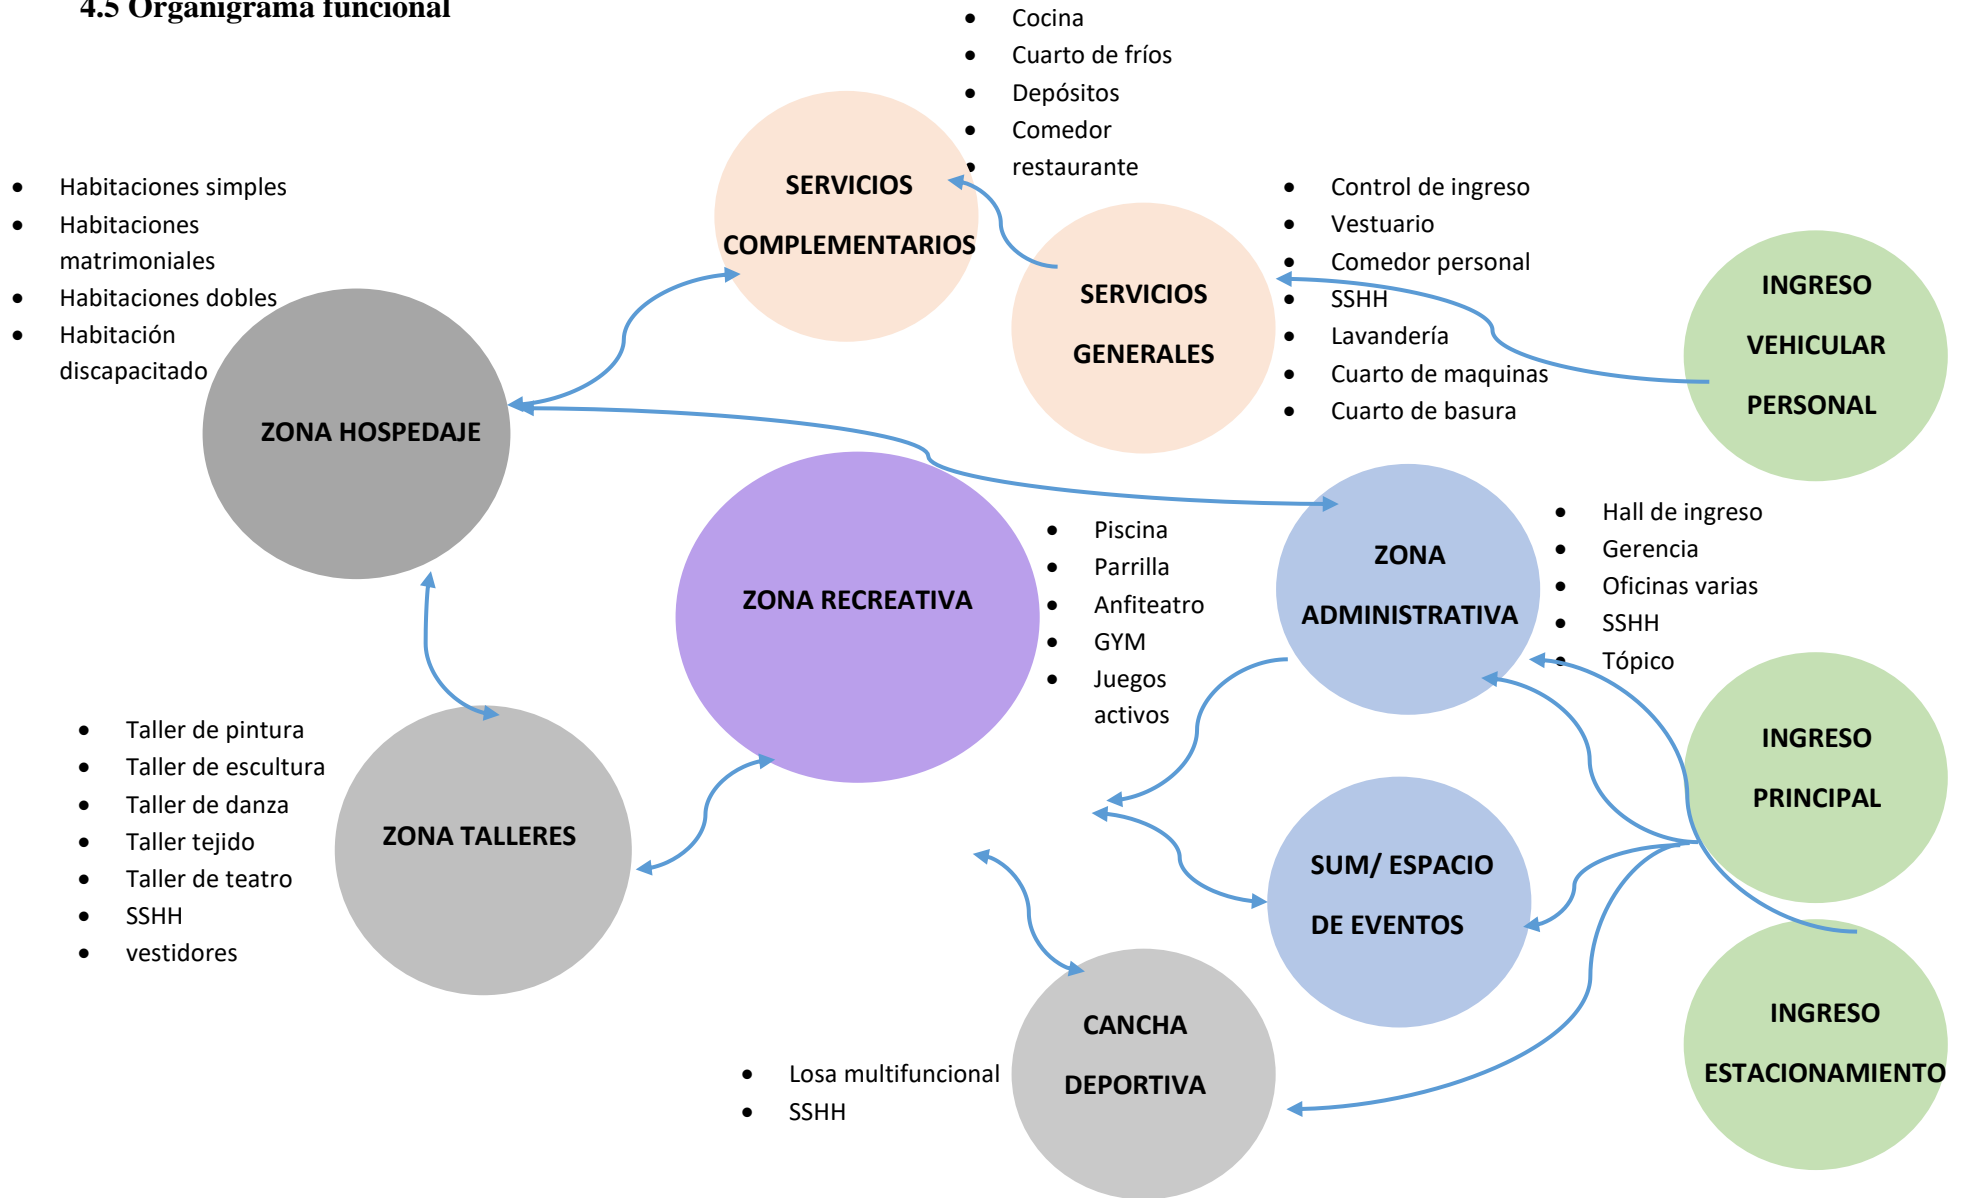 4.5 Organigrama funcional
• Cocina
• Cuarto de fríos
• Depósitos
• Comedor
• restaurante
SERVICIOS
COMPLEMENTARIOS
• Habitaciones simples
• Habitaciones
matrimoniales
• Habitaciones dobles
• Habitación
discapacitado
ZONA HOSPEDAJE
SERVICIOS
GENERALES
• Control de ingreso
• Vestuario
• Comedor personal
• SSHH
• Lavandería
• Cuarto de maquinas
• Cuarto de basura
INGRESO
VEHICULAR
PERSONAL
ZONA RECREATIVA
• Piscina
• Parrilla
• Anfiteatro
• GYM
• Juegos
activos
ZONA
ADMINISTRATIVA
• Hall de ingreso
• Gerencia
• Oficinas varias
• SSHH
• Tópico
INGRESO
PRINCIPAL
• Taller de pintura
• Taller de escultura
• Taller de danza
• Taller tejido
• Taller de teatro
• SSHH
• vestidores
ZONA TALLERES
SUM/ ESPACIO
DE EVENTOS
CANCHA
DEPORTIVA
• Losa multifuncional
• SSHH
INGRESO
ESTACIONAMIENTO